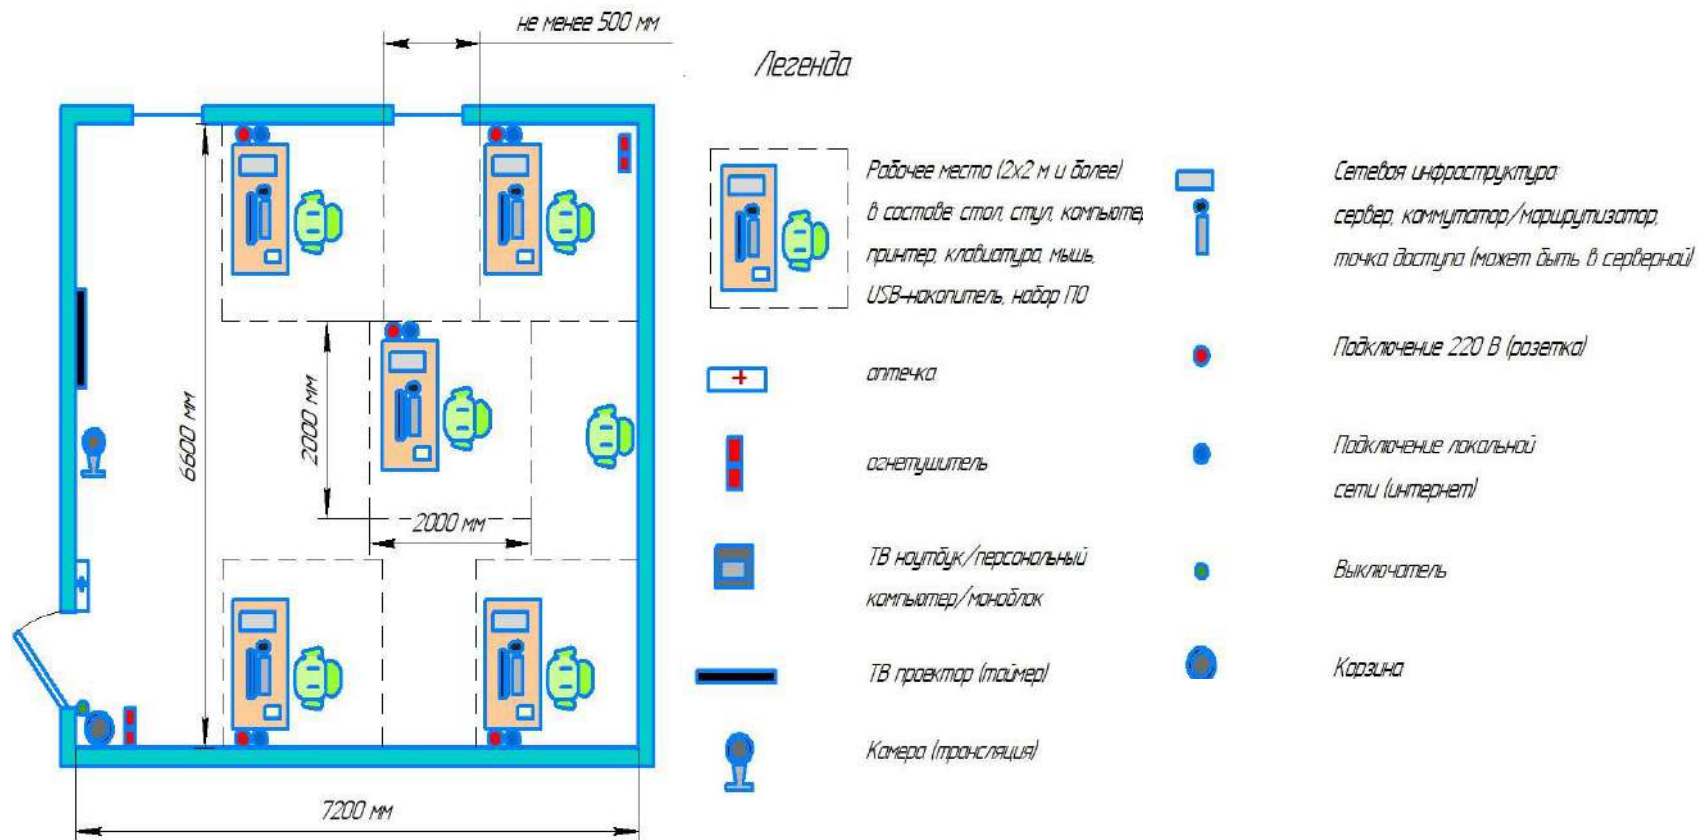 не менее 500 мм
Легенда
6600 мм
2000 мм
2000 мм
7200 мм
Рабочее место (2х2 м и более)
в составе: стол, стул, компьютер,
принтер, клавиатура, мышь,
USB-накопитель, набор ПО
аптечка
огнетушитель
ТВ ноутбук/персональный
компьютер/моноблок
ТВ проектор (таймер)
Камера (трансляция)
Сетевая инфраструктура:
сервер, коммутатор/маршрутизатор,
точка доступа (может быть в серверной)
Подключение 220 В (розетка)
Подключение локальной
сети (интернет)
Выключатель
Корзина